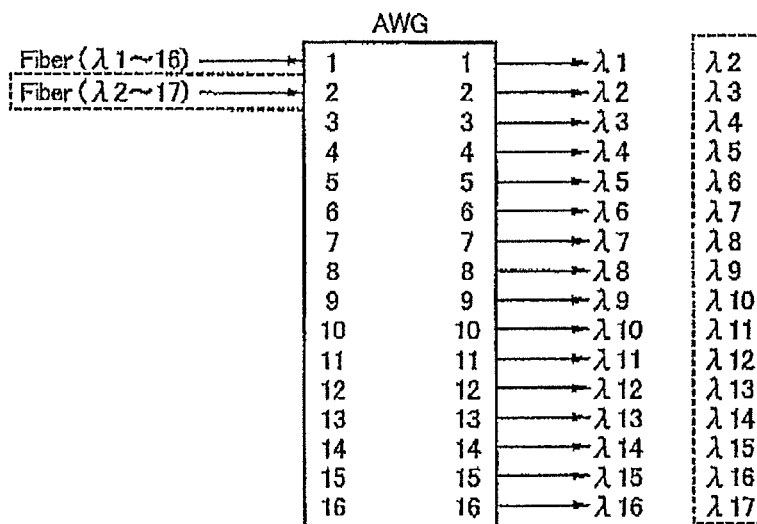 AWG
Fiber (λ1~16) 1 1 λ1 λ2
Fiber (λ2~17) 2 2 λ2 λ3
3 3 λ3 λ4
4 4 λ4 λ5
5 5 λ5 λ6
6 6 λ6 λ7
7 7 λ7 λ8
8 8 λ8 λ9
9 9 λ9 λ10
10 10 λ10 λ11
11 11 λ11 λ12
12 12 λ12 λ13
13 13 λ13 λ14
14 14 λ14 λ15
15 15 λ15 λ16
16 16 λ16 λ17